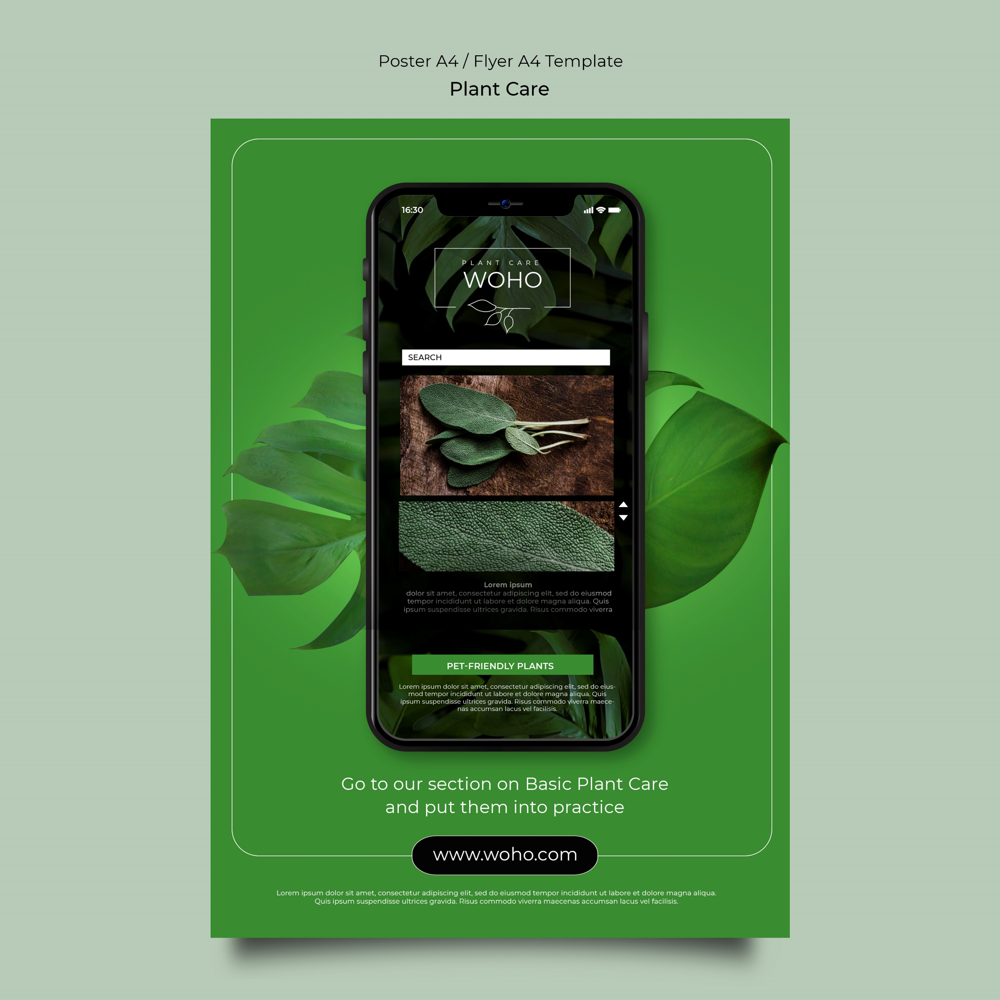 Poster A4 / Flyer A4 Template
Plant Care
16:30
PLANT CARE
WOHO
SEARCH
Lorem ipsum
dolor sit amet, consectetur adipiscing elit, sed do eiusmod
tempor incididunt ut labore et dolore magna aliqua. Quis
ipsum suspendisse ultrices gravida. Risus commodo viverra
PET-FRIENDLY PLANTS
Lorem ipsum dolor sit amet, consectetur adipiscing elit, sed do eius-
mod tempor incididunt ut labore et dolore magna aliqua. Quis
ipsum suspendisse ultrices gravida. Risus commodo viverra maece-
nas accumsan lacus vel facilisis.
Go to our section on Basic Plant Care
and put them into practice
www.woho.com
Lorem ipsum dolor sit amet, consectetur adipiscing elit, sed do eiusmod tempor incididunt ut labore et dolore magna aliqua.
Quis ipsum suspendisse ultrices gravida. Risus commodo viverra maecenas accumsan lacus vel facilisis.